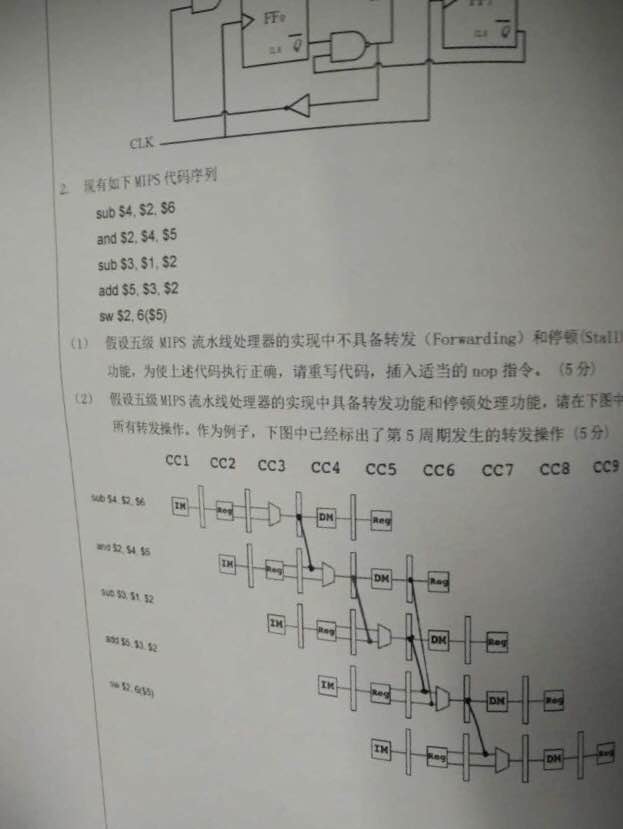 FF0
Q
Q
CLK
2. 现有如下 MIPS 代码序列
sub $4, $2, $6
and $2, $4, $5
sub $3, $1, $2
add $5, $3, $2
sw $2, 6($5)
(1) 假设五级 MIPS 流水线处理器的实现中不具备转发(Forwarding)和停顿(Stall
功能,为使上述代码执行正确,请重写代码,插入适当的 nop 指令。(5 分)
(2) 假设五级 MIPS 流水线处理器的实现中具备转发功能和停顿处理功能,请在下图中
所有转发操作。作为例子,下图中已经标出了第 5 周期发生的转发操作(5 分)
CC1 CC2 CC3 CC4 CC5 CC6 CC7 CC8 CC9
sub $4, $2, $6 IM Reg DM Reg
and $2, $4, $5 IM Reg DM Reg
sub $3, $1, $2 IM Reg DM Reg
add $5, $3, $2 IM Reg DM Reg
sw $2, 6($5) IM Reg DM Reg